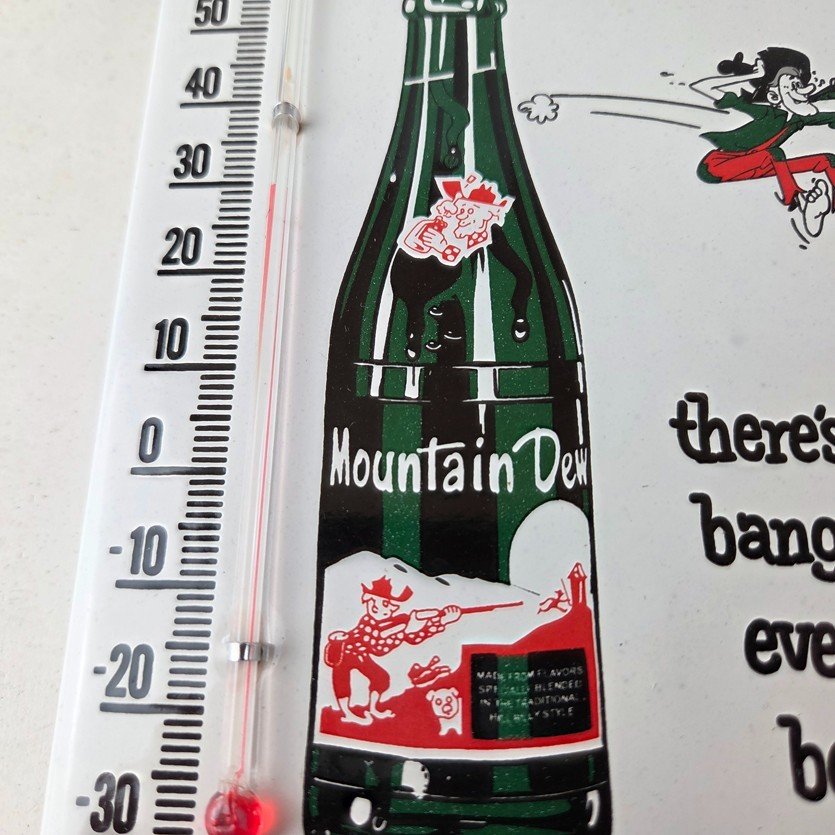 50
40
30
20
10
0
-10
-20
-30
Mountain Dew
MADE FROM FLAVORS
SPECIALLY BLENDED
IN THE TRADITIONAL
HILLBILLY STYLE
there's
bang
eve
bo